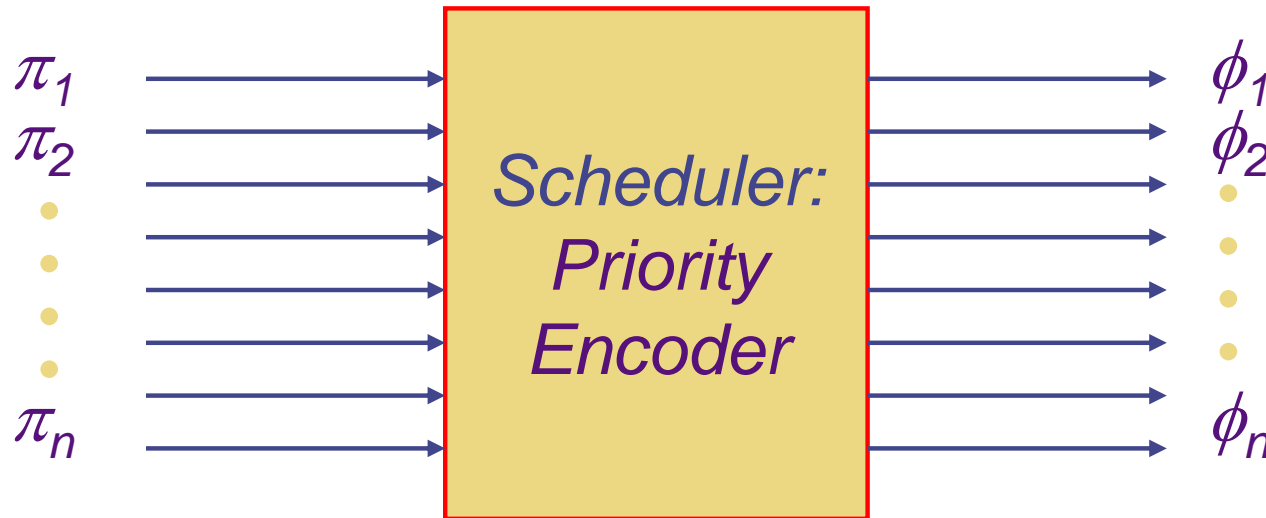 π1
π2
πn
Scheduler:
Priority
Encoder
ϕ1
ϕ2
ϕn